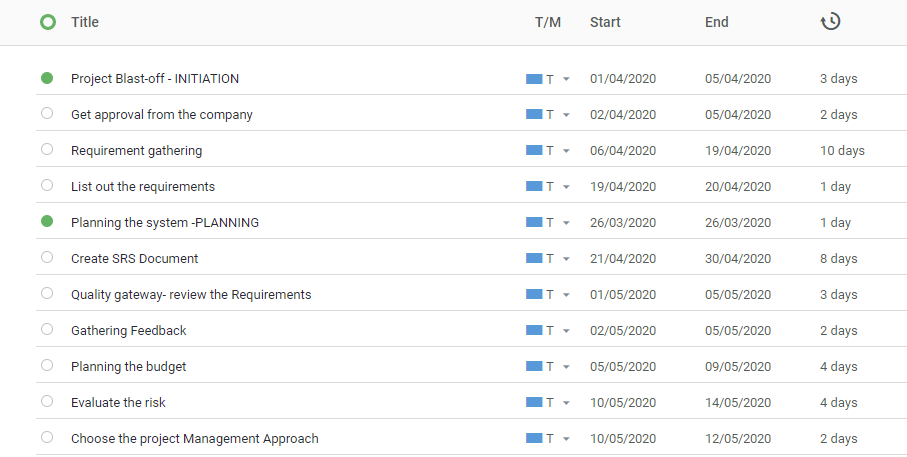 Title T/M Start End
Project Blast-off - INITIATION T 01/04/2020 05/04/2020 3 days
Get approval from the company T 02/04/2020 05/04/2020 2 days
Requirement gathering T 06/04/2020 19/04/2020 10 days
List out the requirements T 19/04/2020 20/04/2020 1 day
Planning the system -PLANNING T 26/03/2020 26/03/2020 1 day
Create SRS Document T 21/04/2020 30/04/2020 8 days
Quality gateway- review the Requirements T 01/05/2020 05/05/2020 3 days
Gathering Feedback T 02/05/2020 05/05/2020 2 days
Planning the budget T 05/05/2020 09/05/2020 4 days
Evaluate the risk T 10/05/2020 14/05/2020 4 days
Choose the project Management Approach T 10/05/2020 12/05/2020 2 days